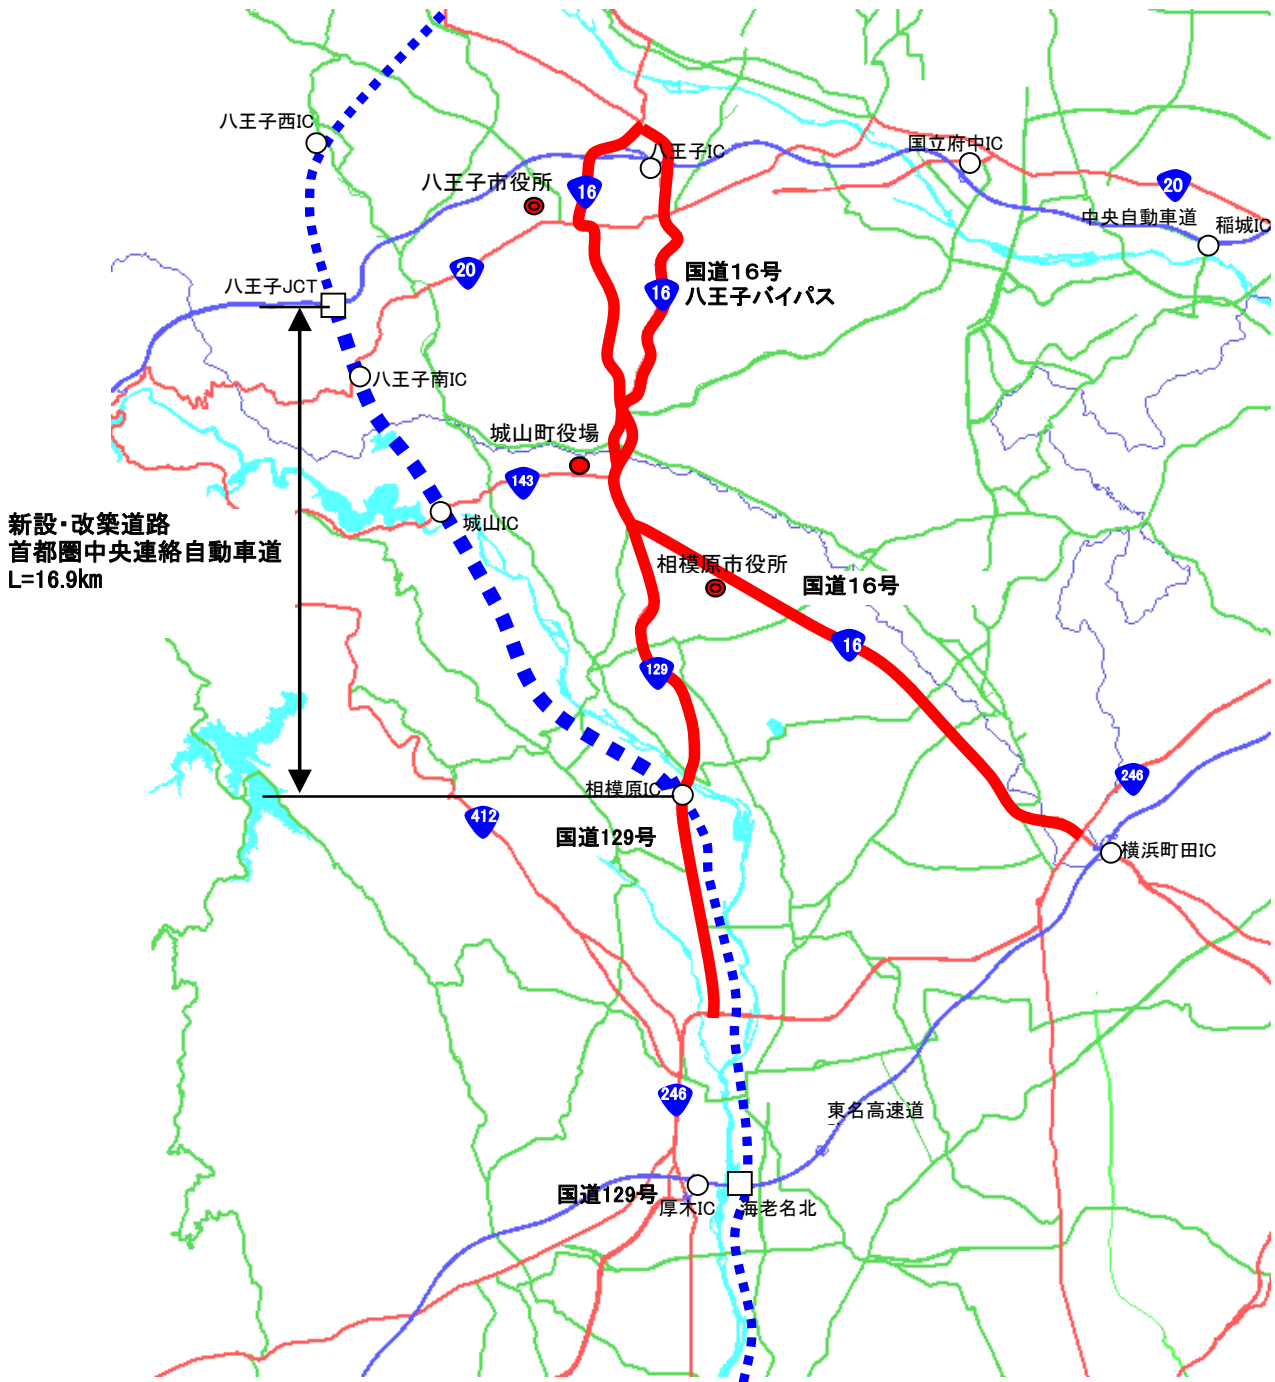 八王子西IC
八王子IC
国立府中IC
八王子市役所
16
20
中央自動車道
稲城IC
20
国道16号
八王子バイパス
16
八王子JCT
八王子南IC
城山町役場
143
城山IC
新設・改築道路
首都圏中央連絡自動車道
L=16.9km
相模原市役所
国道16号
16
129
246
相模原IC
412
国道129号
横浜町田IC
246
東名高速道
国道129号
厚木IC
海老名北